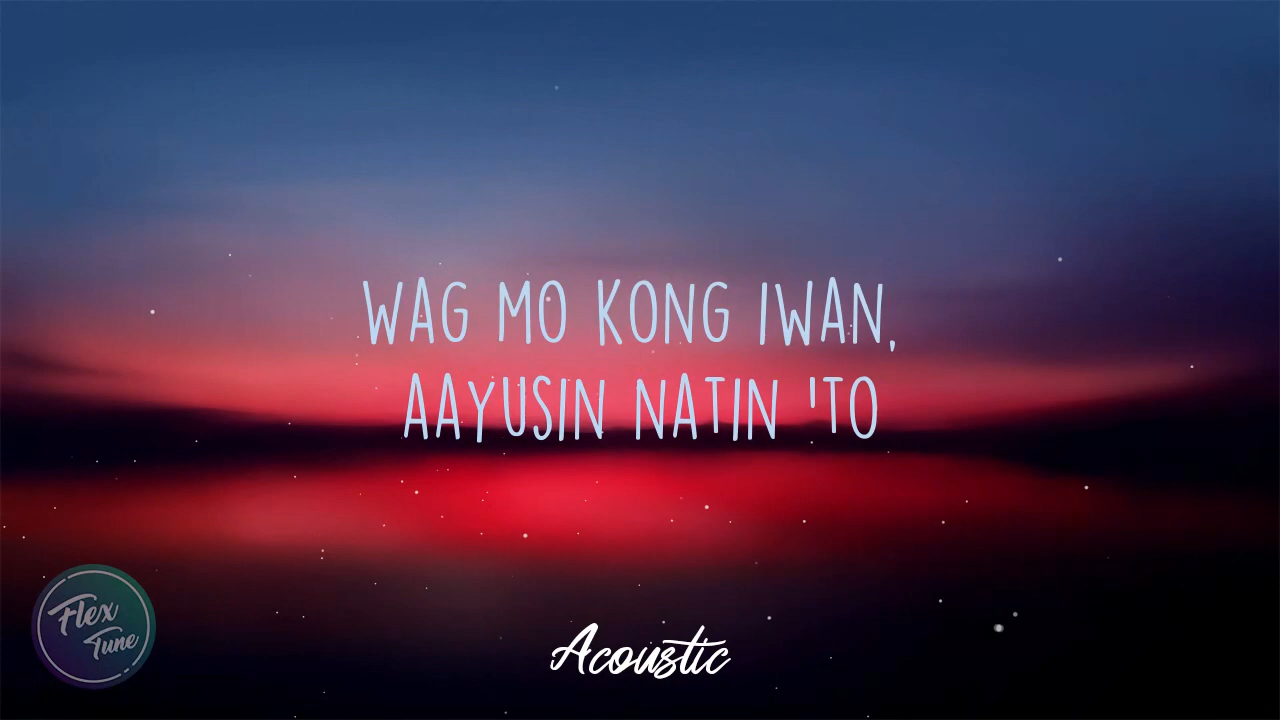 WAG MO KONG IWAN,
AAYUSIN NATIN 'TO
Flex
Tune
Acoustic